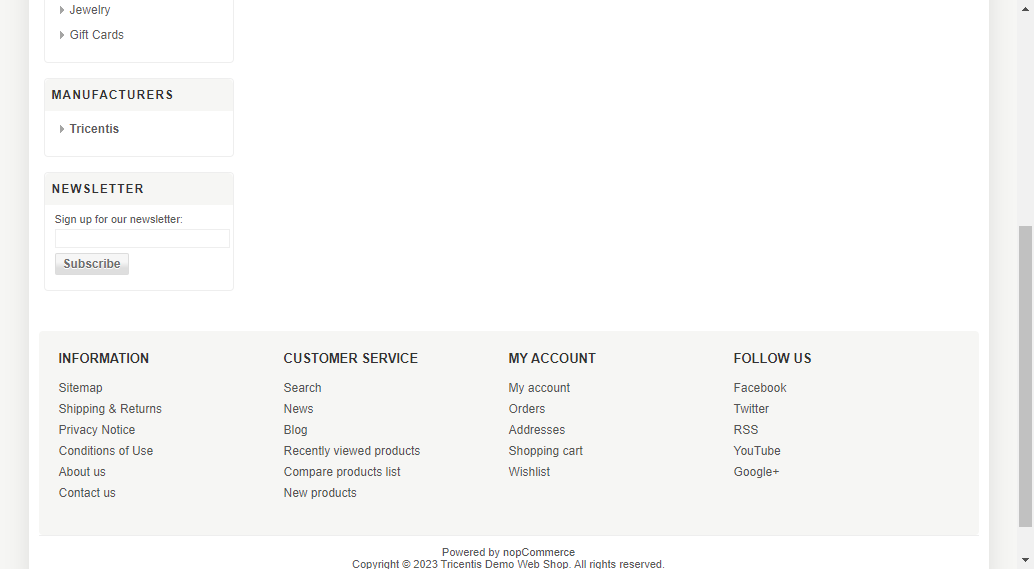 Jewelry
Gift Cards
MANUFACTURERS
Tricentis
NEWSLETTER
Sign up for our newsletter:
Subscribe
INFORMATION
Sitemap
Shipping & Returns
Privacy Notice
Conditions of Use
About us
Contact us
CUSTOMER SERVICE
Search
News
Blog
Recently viewed products
Compare products list
New products
MY ACCOUNT
My account
Orders
Addresses
Shopping cart
Wishlist
FOLLOW US
Facebook
Twitter
RSS
YouTube
Google+
Powered by nopCommerce
Copyright © 2023 Tricentis Demo Web Shop. All rights reserved.